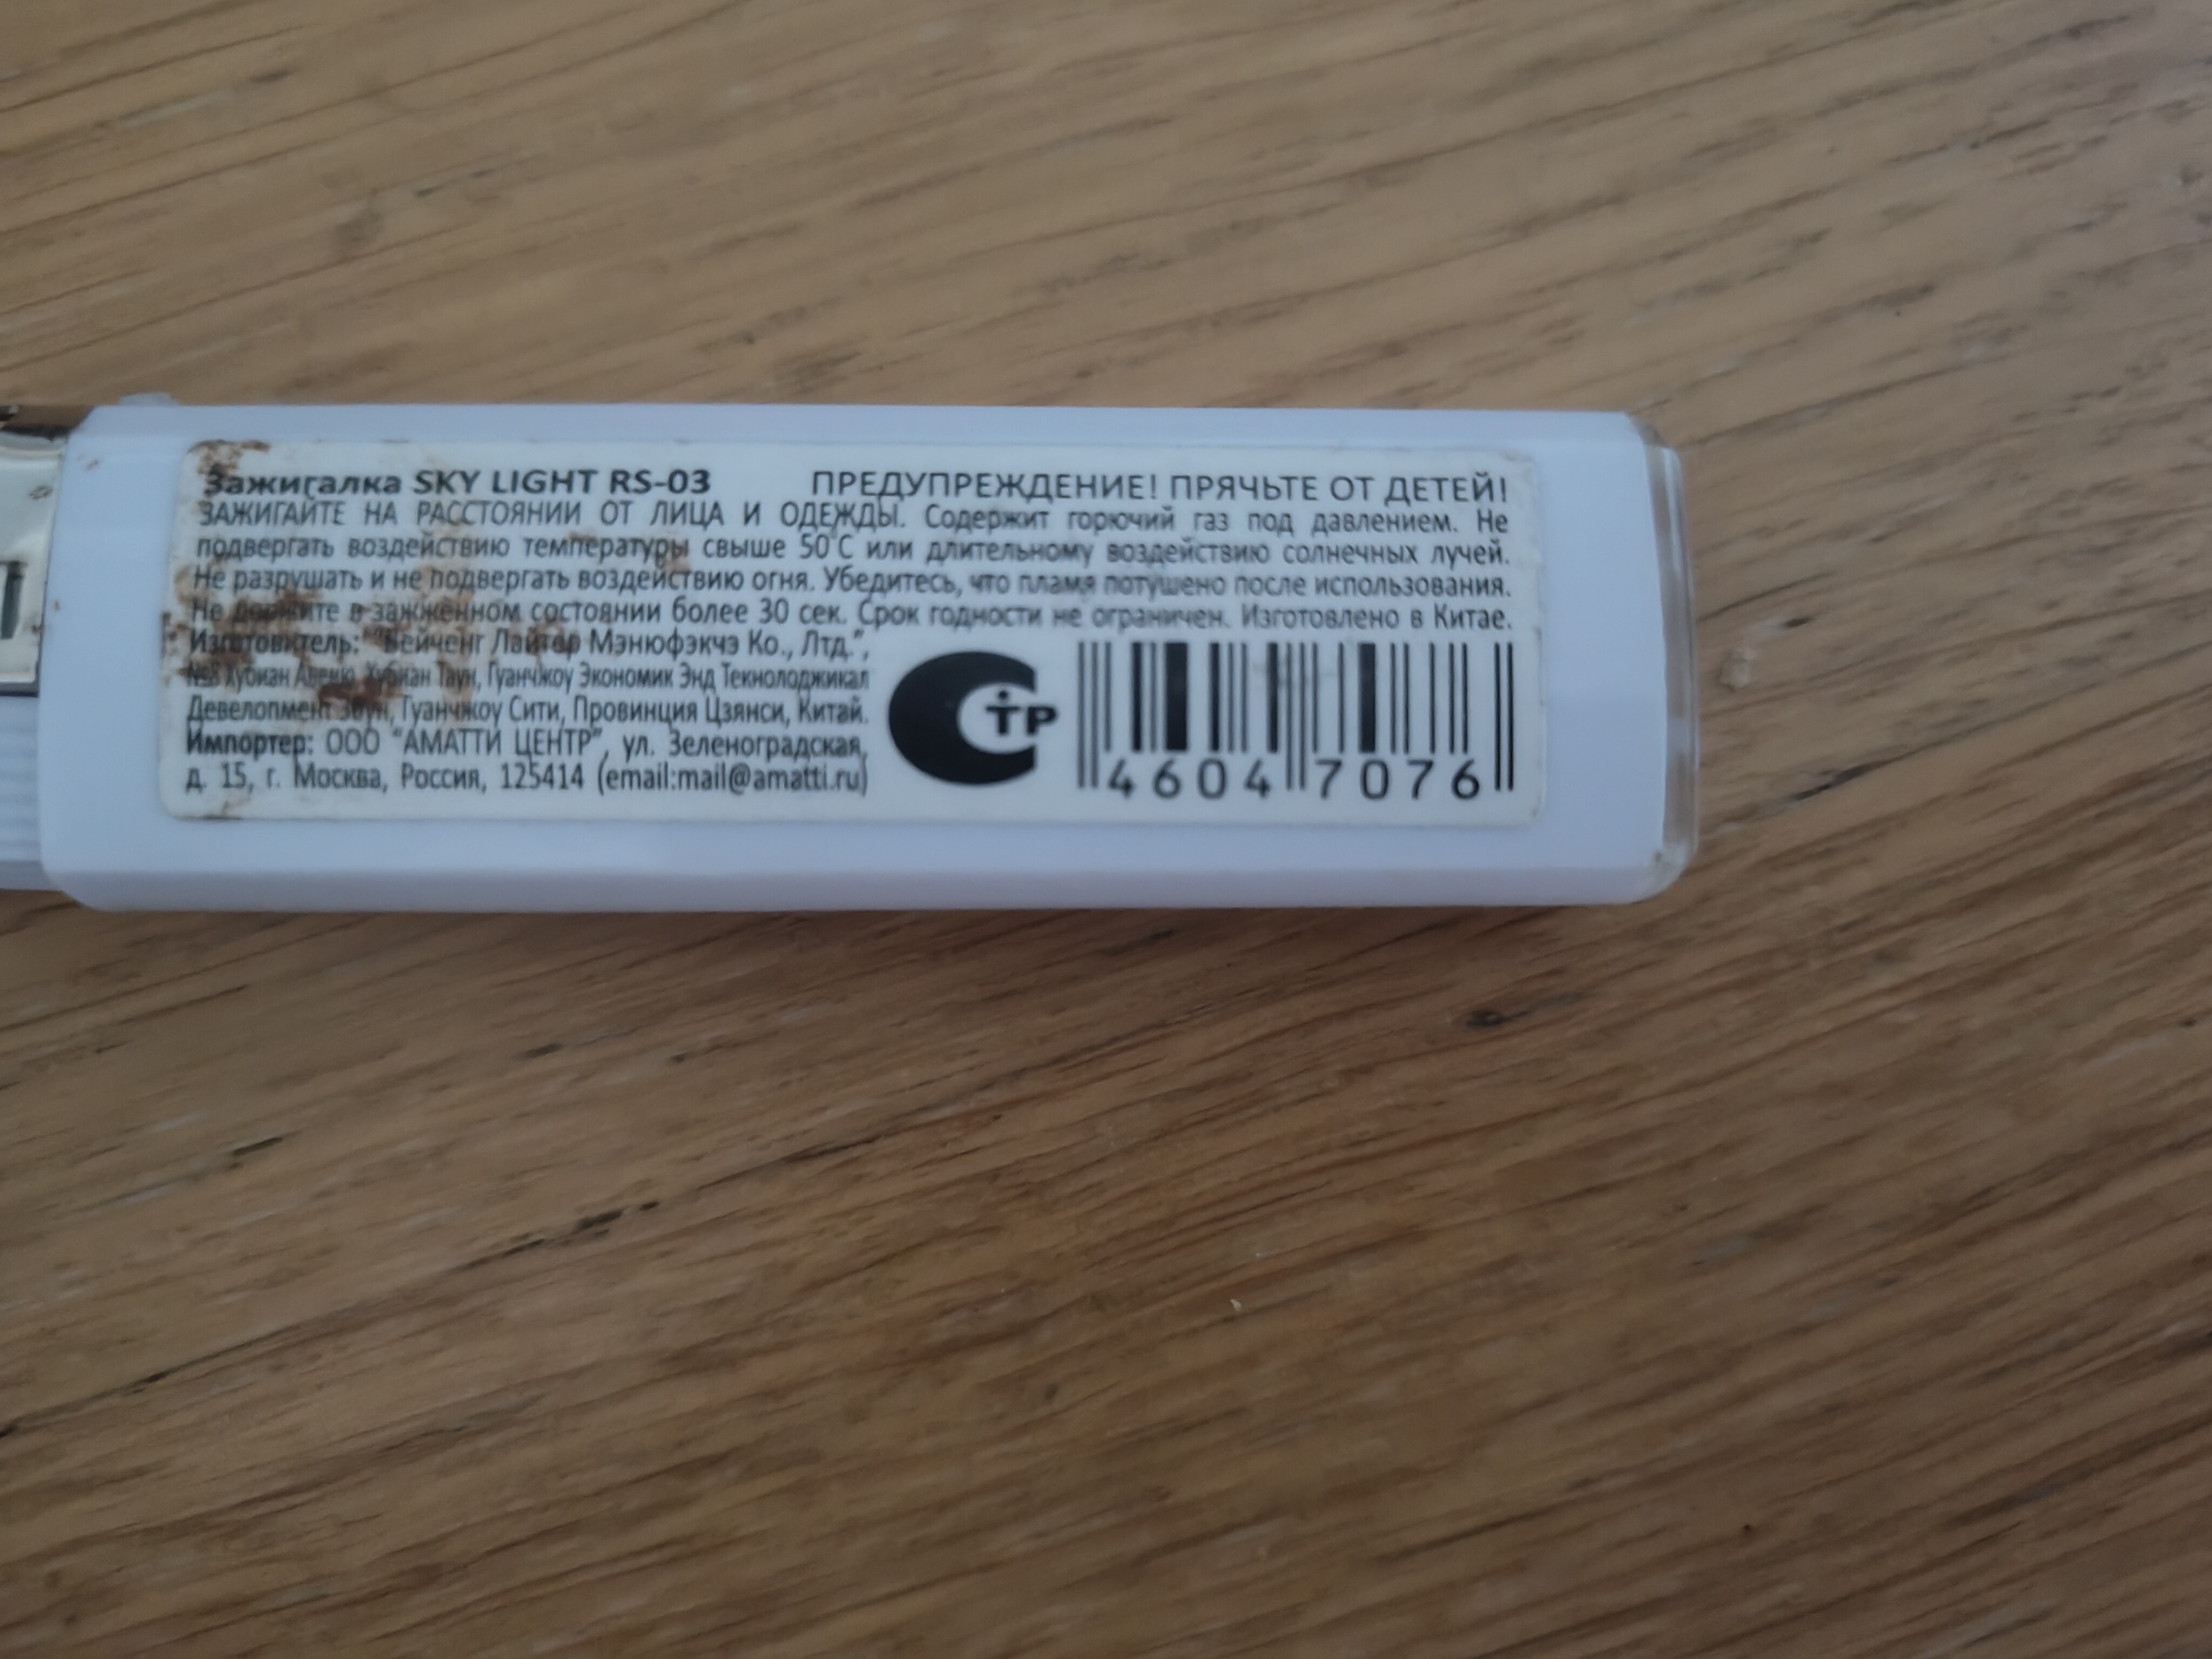 Зажигалка SKY LIGHT RS-03 ПРЕДУПРЕЖДЕНИЕ! ПРЯЧЬТЕ ОТ ДЕТЕЙ!
ЗАЖИГАЙТЕ НА РАССТОЯНИИ ОТ ЛИЦА И ОДЕЖДЫ. Содержит горючий газ под давлением. Не
подвергать воздействию температуры свыше 50°С или длительному воздействию солнечных лучей.
Не разрушать и не подвергать воздействию огня. Убедитесь, что пламя потушено после использования.
Не держите в зажженном состоянии более 30 сек. Срок годности не ограничен. Изготовлено в Китае.
Изготовитель: "Бейченг Лайтер Мэнюфэкчэ Ко., Лтд.",
№8 Хубиан Авеню, Хубиан Таун, Гуанчжоу Экономик Энд Текнолоджикал
Девелопмент Зоун, Гуанчжоу Сити, Провинция Цзянси, Китай.
Импортер: ООО "АМАТТИ ЦЕНТР", ул. Зеленоградская,
д. 15, г. Москва, Россия, 125414 (email:mail@amatti.ru)
СТР
4604 7076